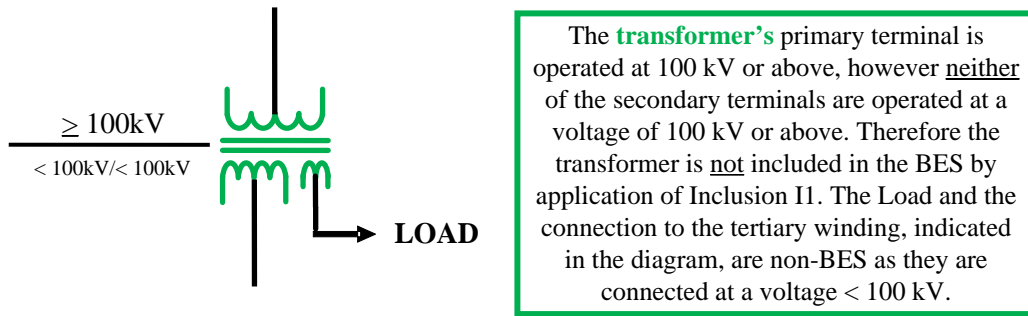 ≥ 100kV
< 100kV/< 100kV
LOAD
The transformer's primary terminal is
operated at 100 kV or above, however neither
of the secondary terminals are operated at a
voltage of 100 kV or above. Therefore the
transformer is not included in the BES by
application of Inclusion I1. The Load and the
connection to the tertiary winding, indicated
in the diagram, are non-BES as they are
connected at a voltage < 100 kV.